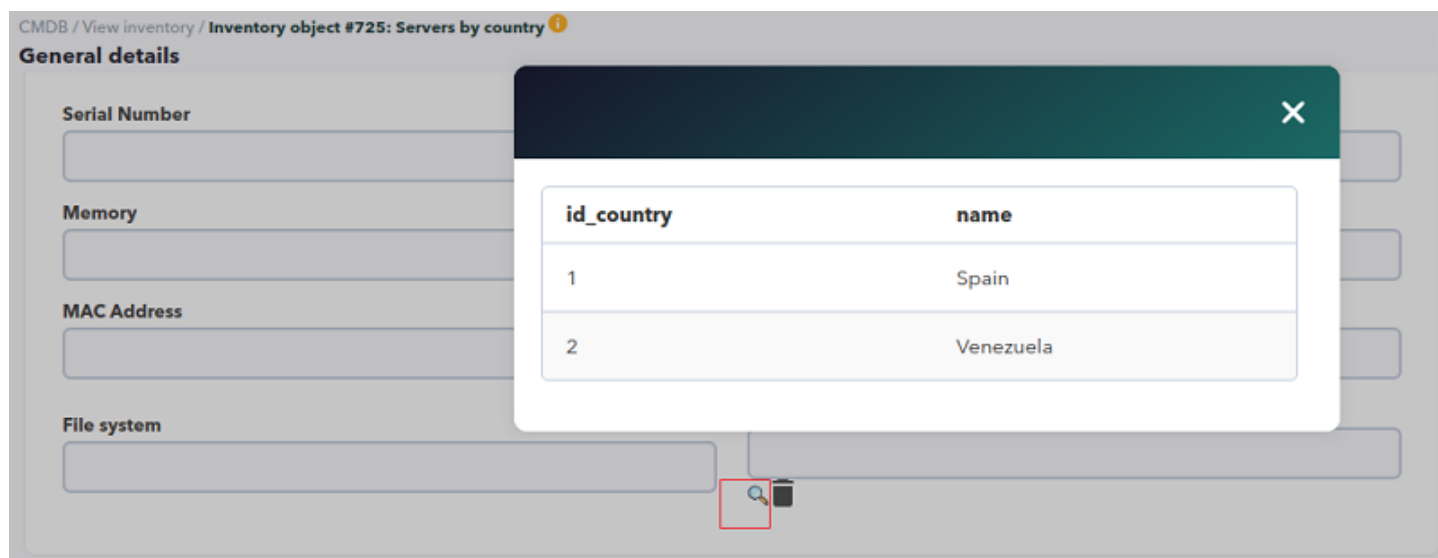 CMDB / View inventory / Inventory object #725: Servers by country
General details
Serial Number
Memory
MAC Address
File system
id_country name
1 Spain
2 Venezuela